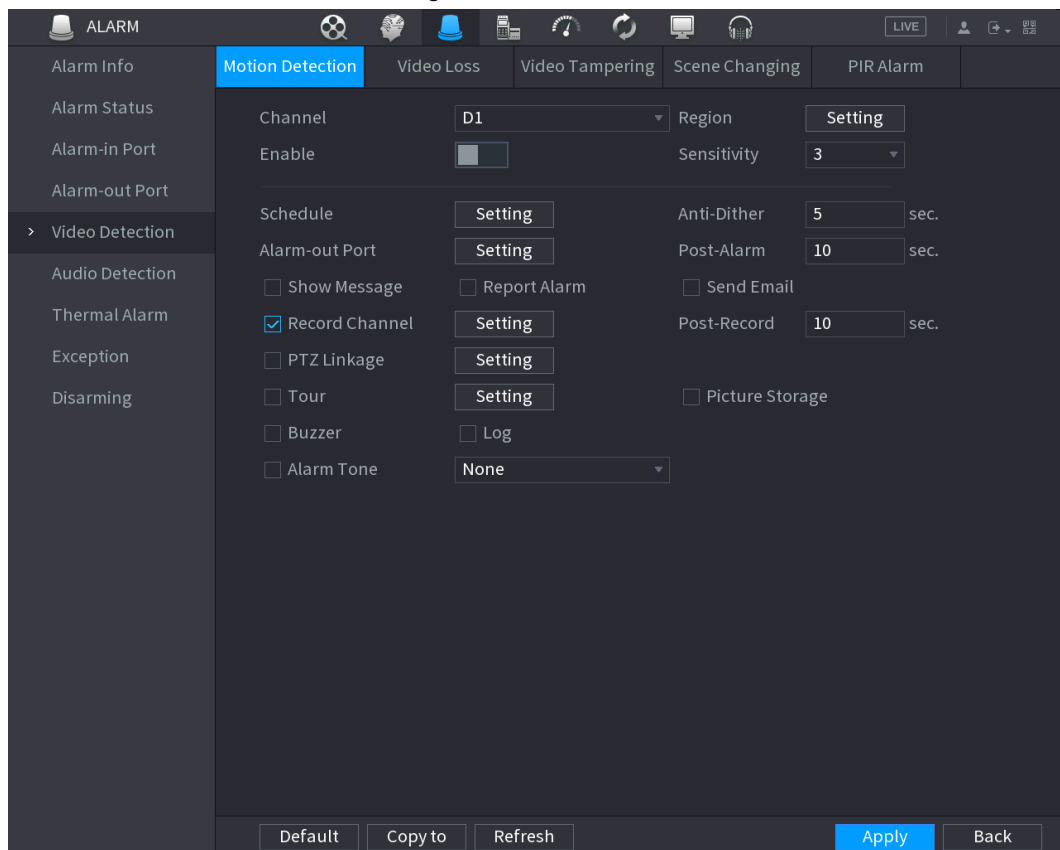 ALARM
LIVE
Alarm Info
Alarm Status
Alarm-in Port
Alarm-out Port
Video Detection
Audio Detection
Thermal Alarm
Exception
Disarming
Motion Detection Video Loss Video Tampering Scene Changing PIR Alarm
Channel D1 Region Setting
Enable Sensitivity 3
Schedule Setting Anti-Dither 5 sec.
Alarm-out Port Setting Post-Alarm 10 sec.
Show Message Report Alarm Send Email
Record Channel Setting Post-Record 10 sec.
PTZ Linkage Setting
Tour Setting Picture Storage
Buzzer Log
Alarm Tone None
Default Copy to Refresh Apply Back